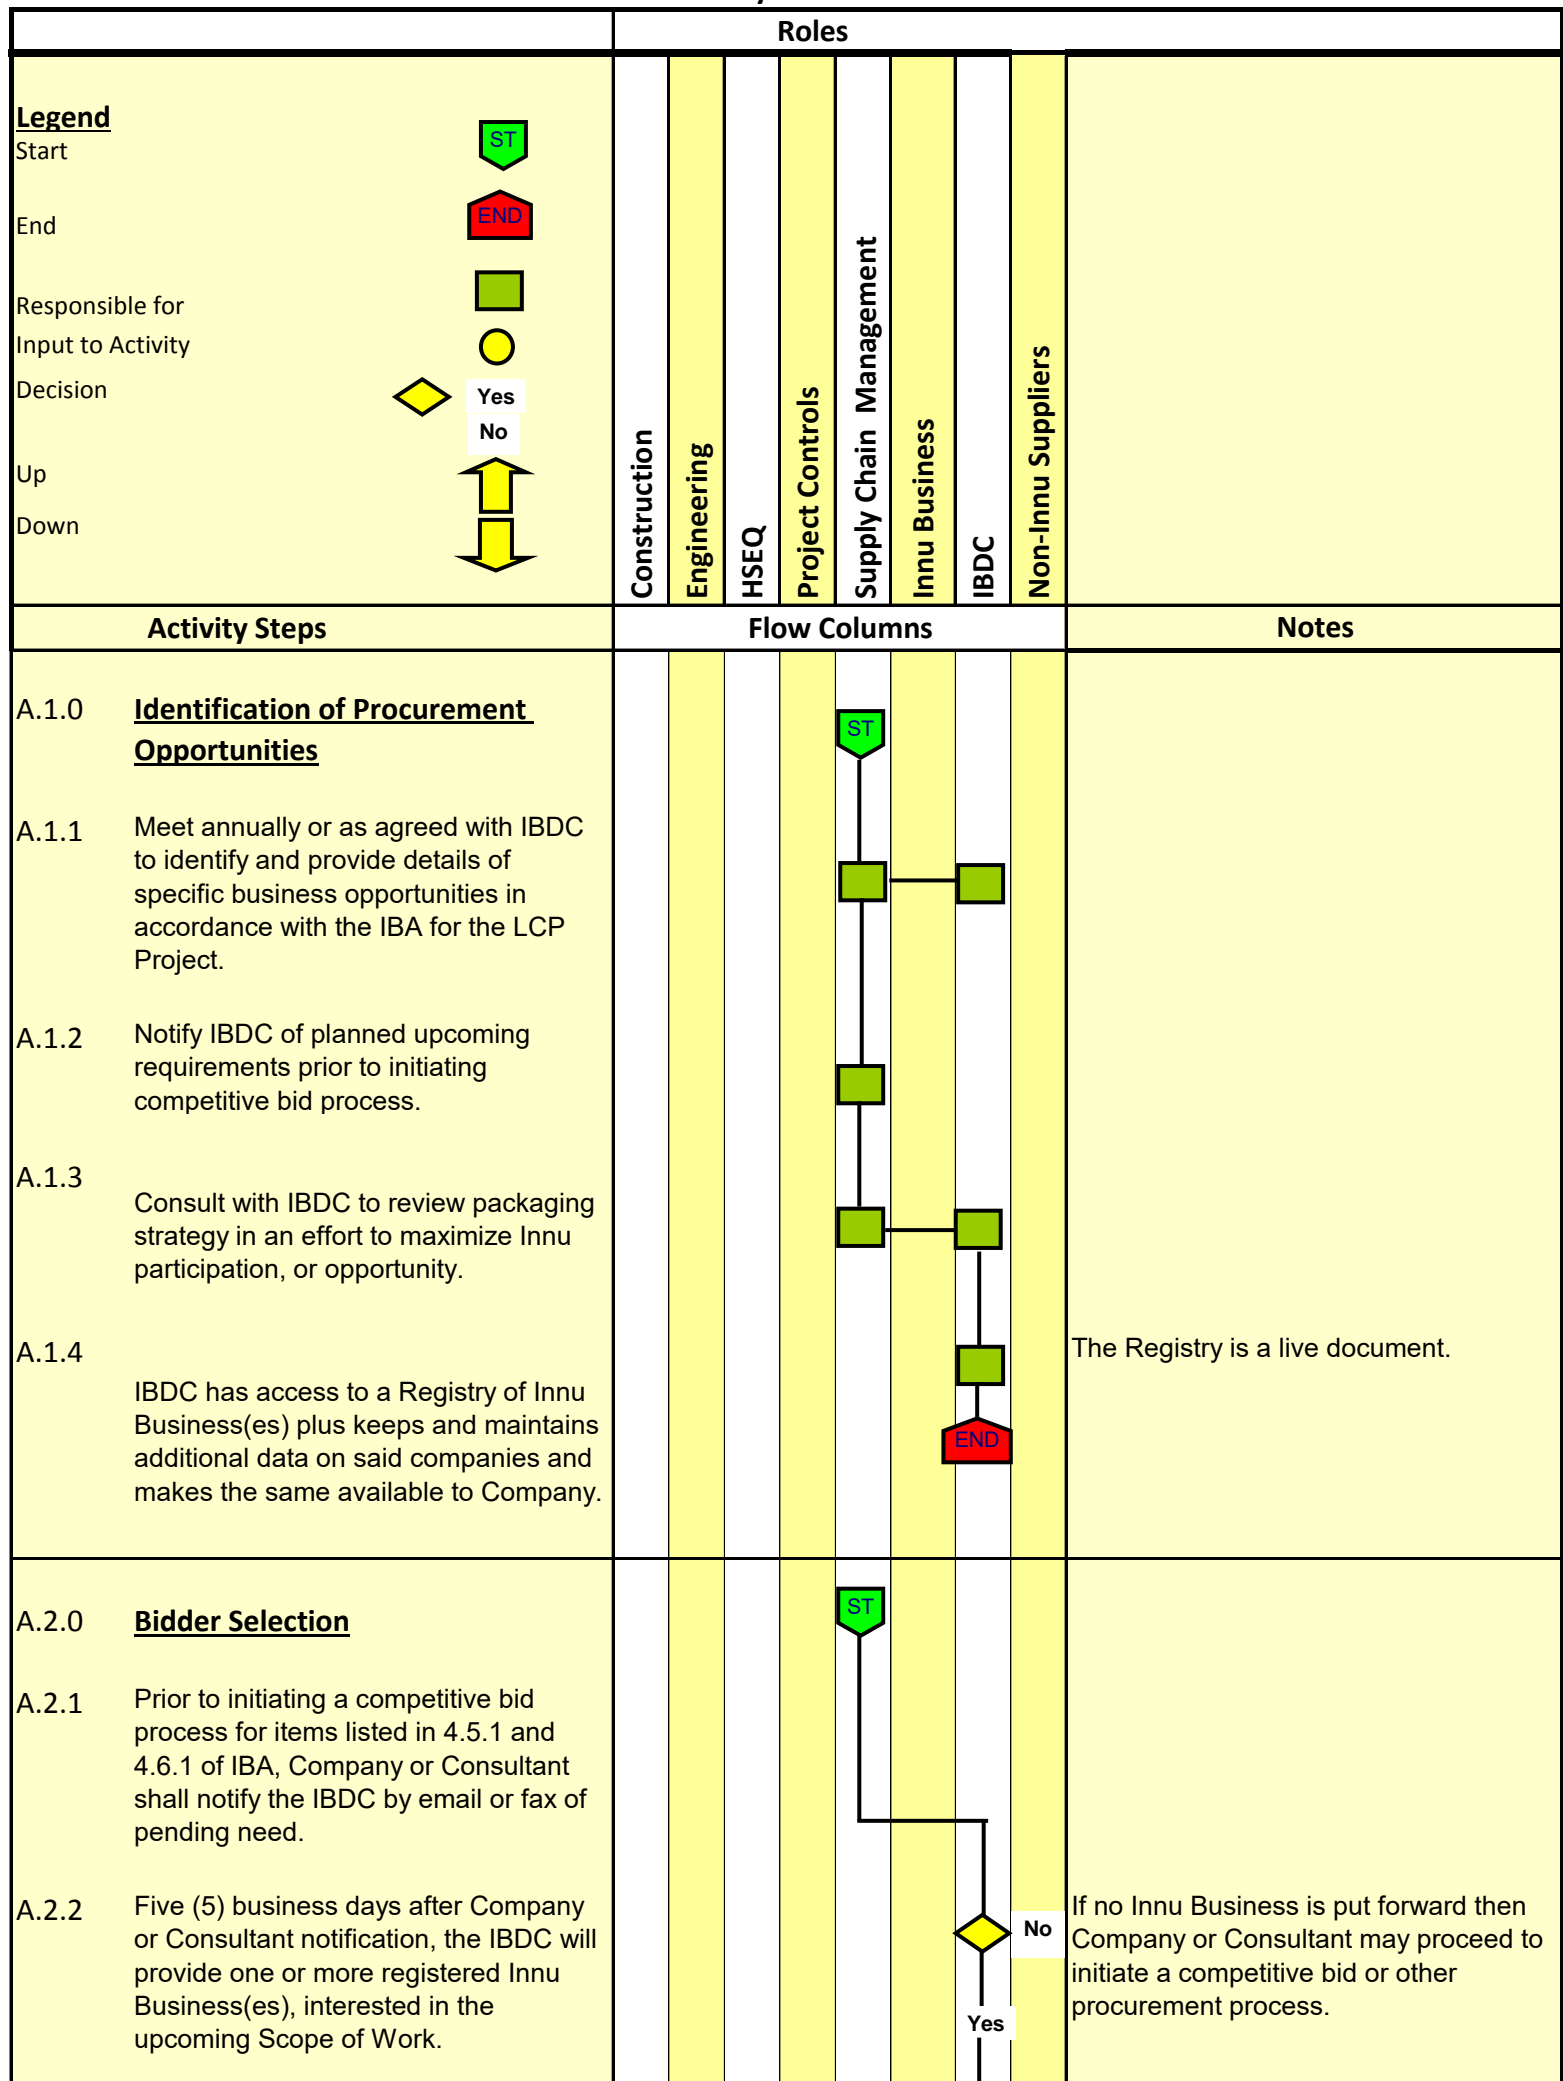 Roles
Legend
Start
ST
End
END
Responsible for
Input to Activity
Decision
Yes
No
Up
Down
Construction
Engineering
HSEQ
Project Controls
Supply Chain Management
Innu Business
IBDC
Non-Innu Suppliers
Activity Steps
Flow Columns
Notes
A.1.0
Identification of Procurement
Opportunities
ST
A.1.1
Meet annually or as agreed with IBDC
to identify and provide details of
specific business opportunities in
accordance with the IBA for the LCP
Project.
A.1.2
Notify IBDC of planned upcoming
requirements prior to initiating
competitive bid process.
A.1.3
Consult with IBDC to review packaging
strategy in an effort to maximize Innu
participation, or opportunity.
A.1.4
The Registry is a live document.
IBDC has access to a Registry of Innu
Business(es) plus keeps and maintains
additional data on said companies and
makes the same available to Company.
END
A.2.0
Bidder Selection
ST
A.2.1
Prior to initiating a competitive bid
process for items listed in 4.5.1 and
4.6.1 of IBA, Company or Consultant
shall notify the IBDC by email or fax of
pending need.
A.2.2
Five (5) business days after Company
or Consultant notification, the IBDC will
provide one or more registered Innu
Business(es), interested in the
upcoming Scope of Work.
No
Yes
If no Innu Business is put forward then
Company or Consultant may proceed to
initiate a competitive bid or other
procurement process.